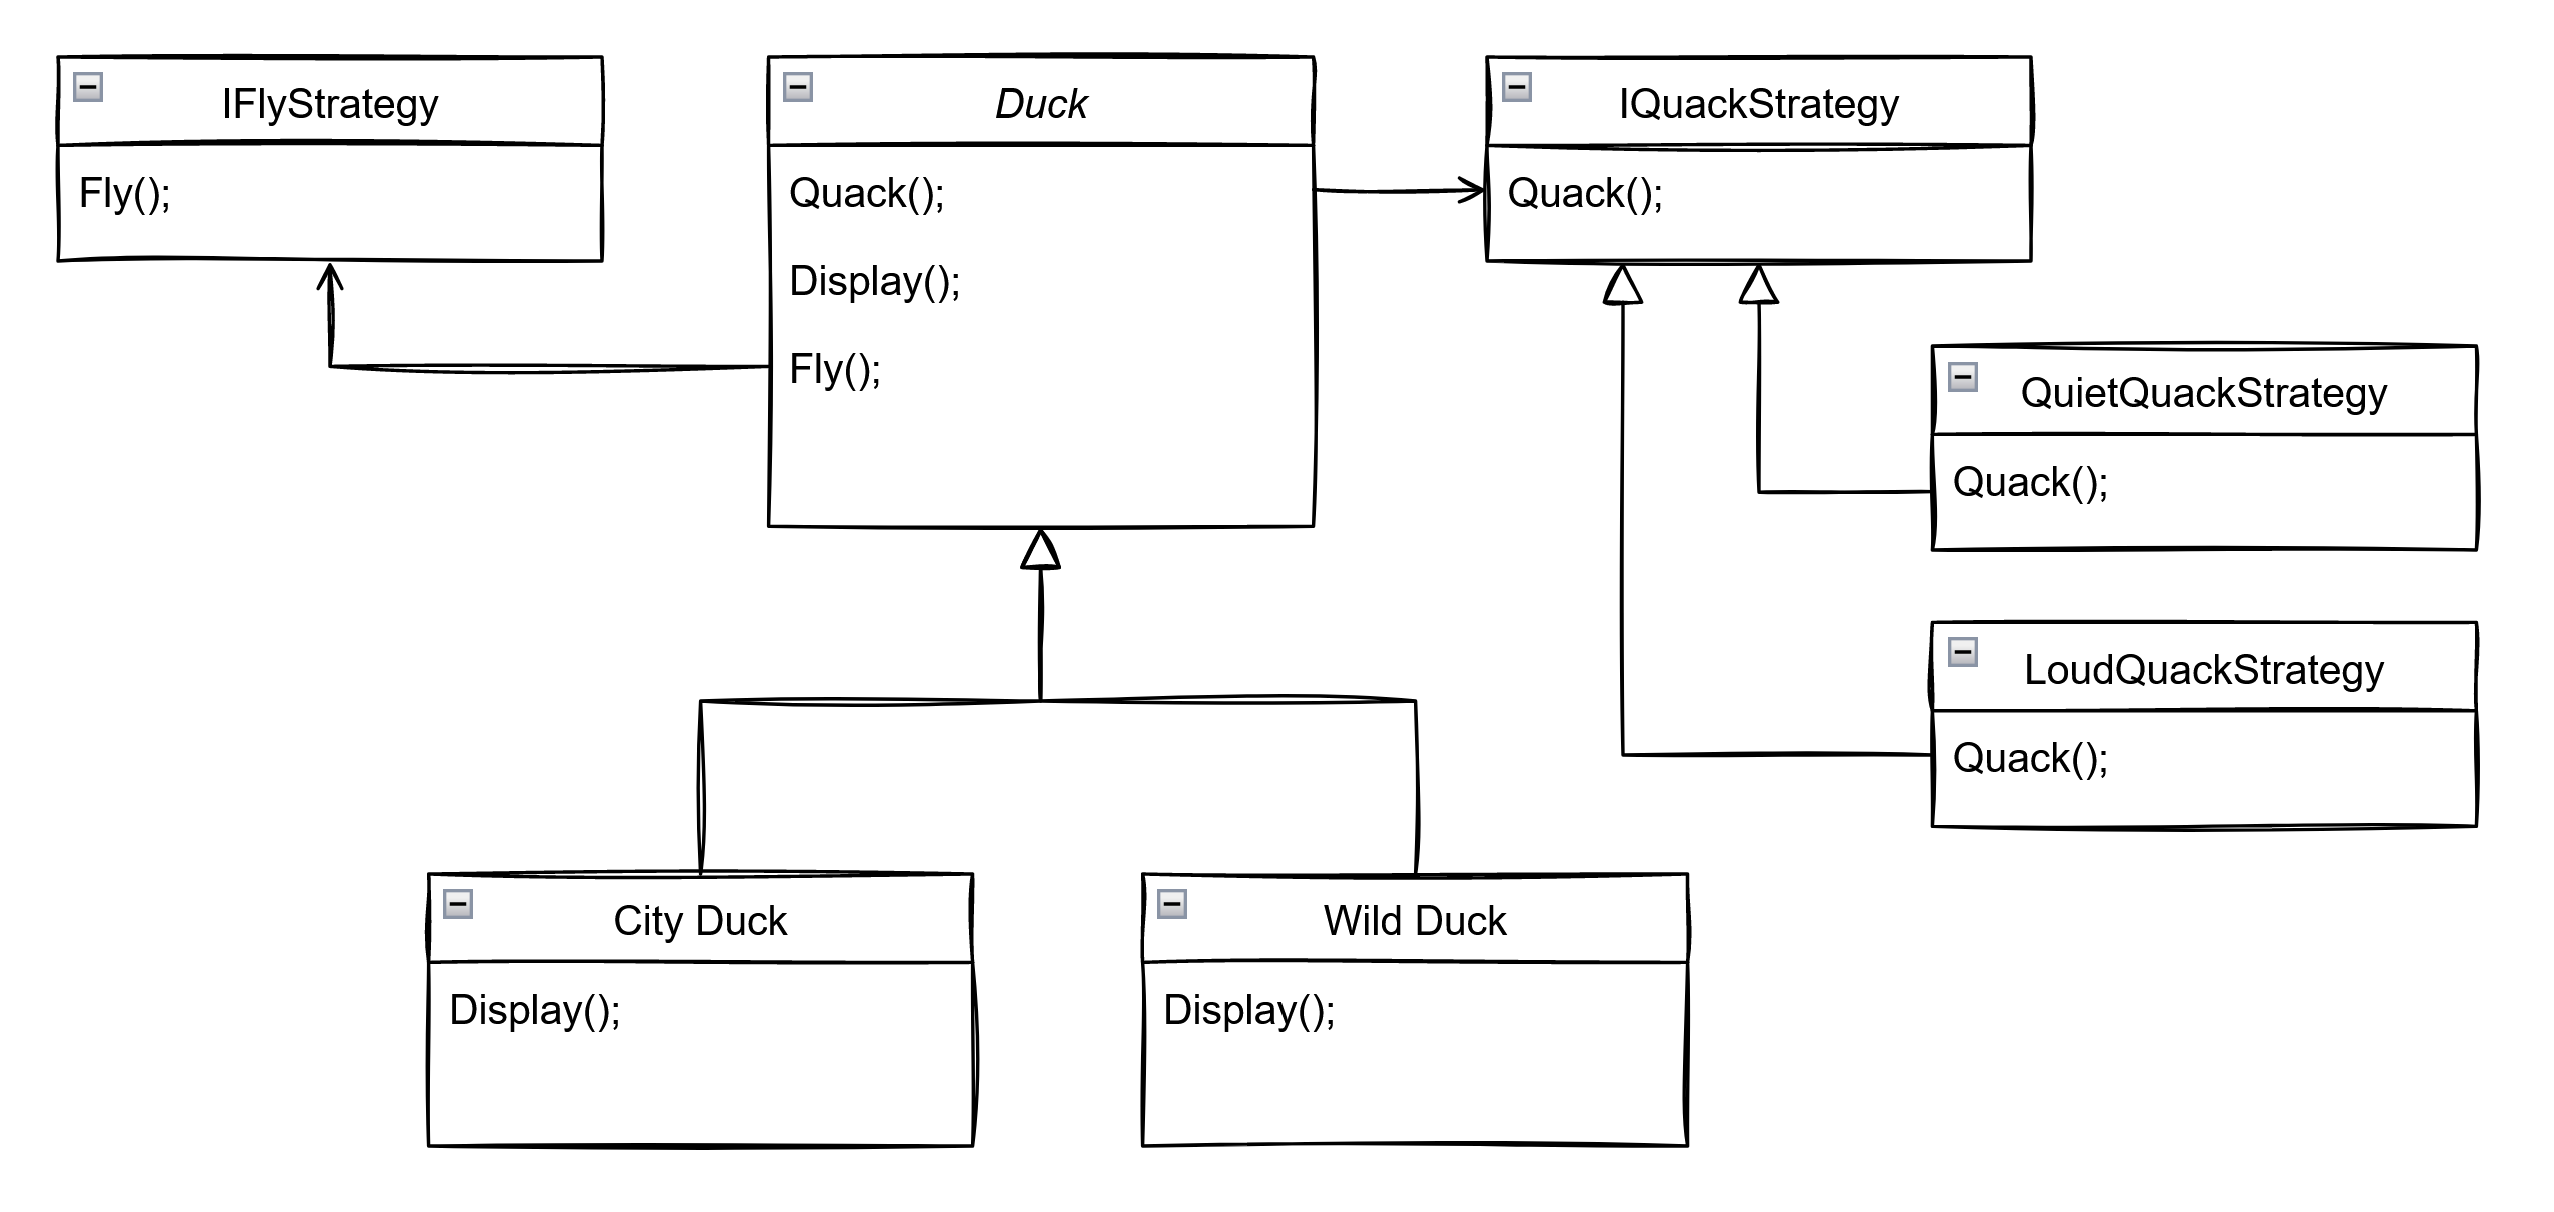 IFlyStrategy
Fly();
Duck
Quack();
Display();
Fly();
IQuackStrategy
Quack();
QuietQuackStrategy
Quack();
LoudQuackStrategy
Quack();
City Duck
Display();
Wild Duck
Display();